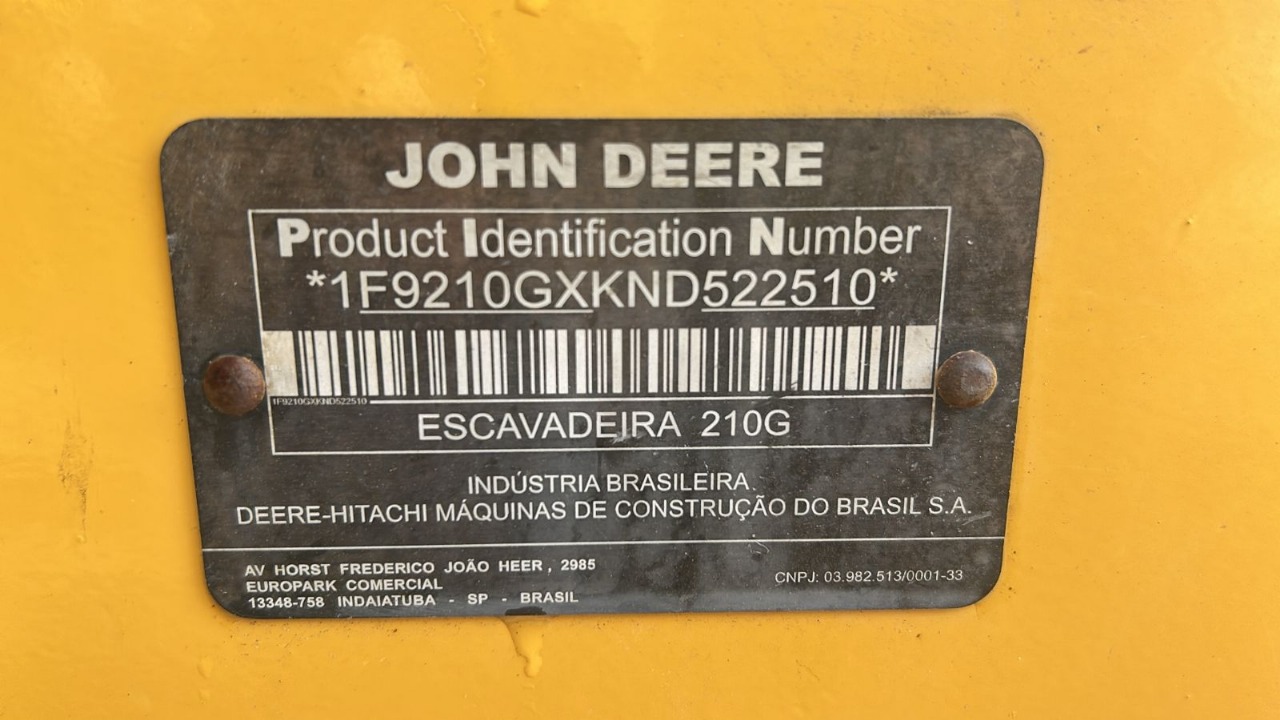 JOHN DEERE
Product Identification Number
*1F9210GXKND522510*
1F9210GXKND522510
ESCAVADEIRA 210G
INDÚSTRIA BRASILEIRA
DEERE-HITACHI MÁQUINAS DE CONSTRUÇÃO DO BRASIL S.A.
AV HORST FREDERICO JOÃO HEER, 2985
EUROPARK COMERCIAL
13348-758 INDAIATUBA - SP - BRASIL
CNPJ: 03.982.513/0001-33